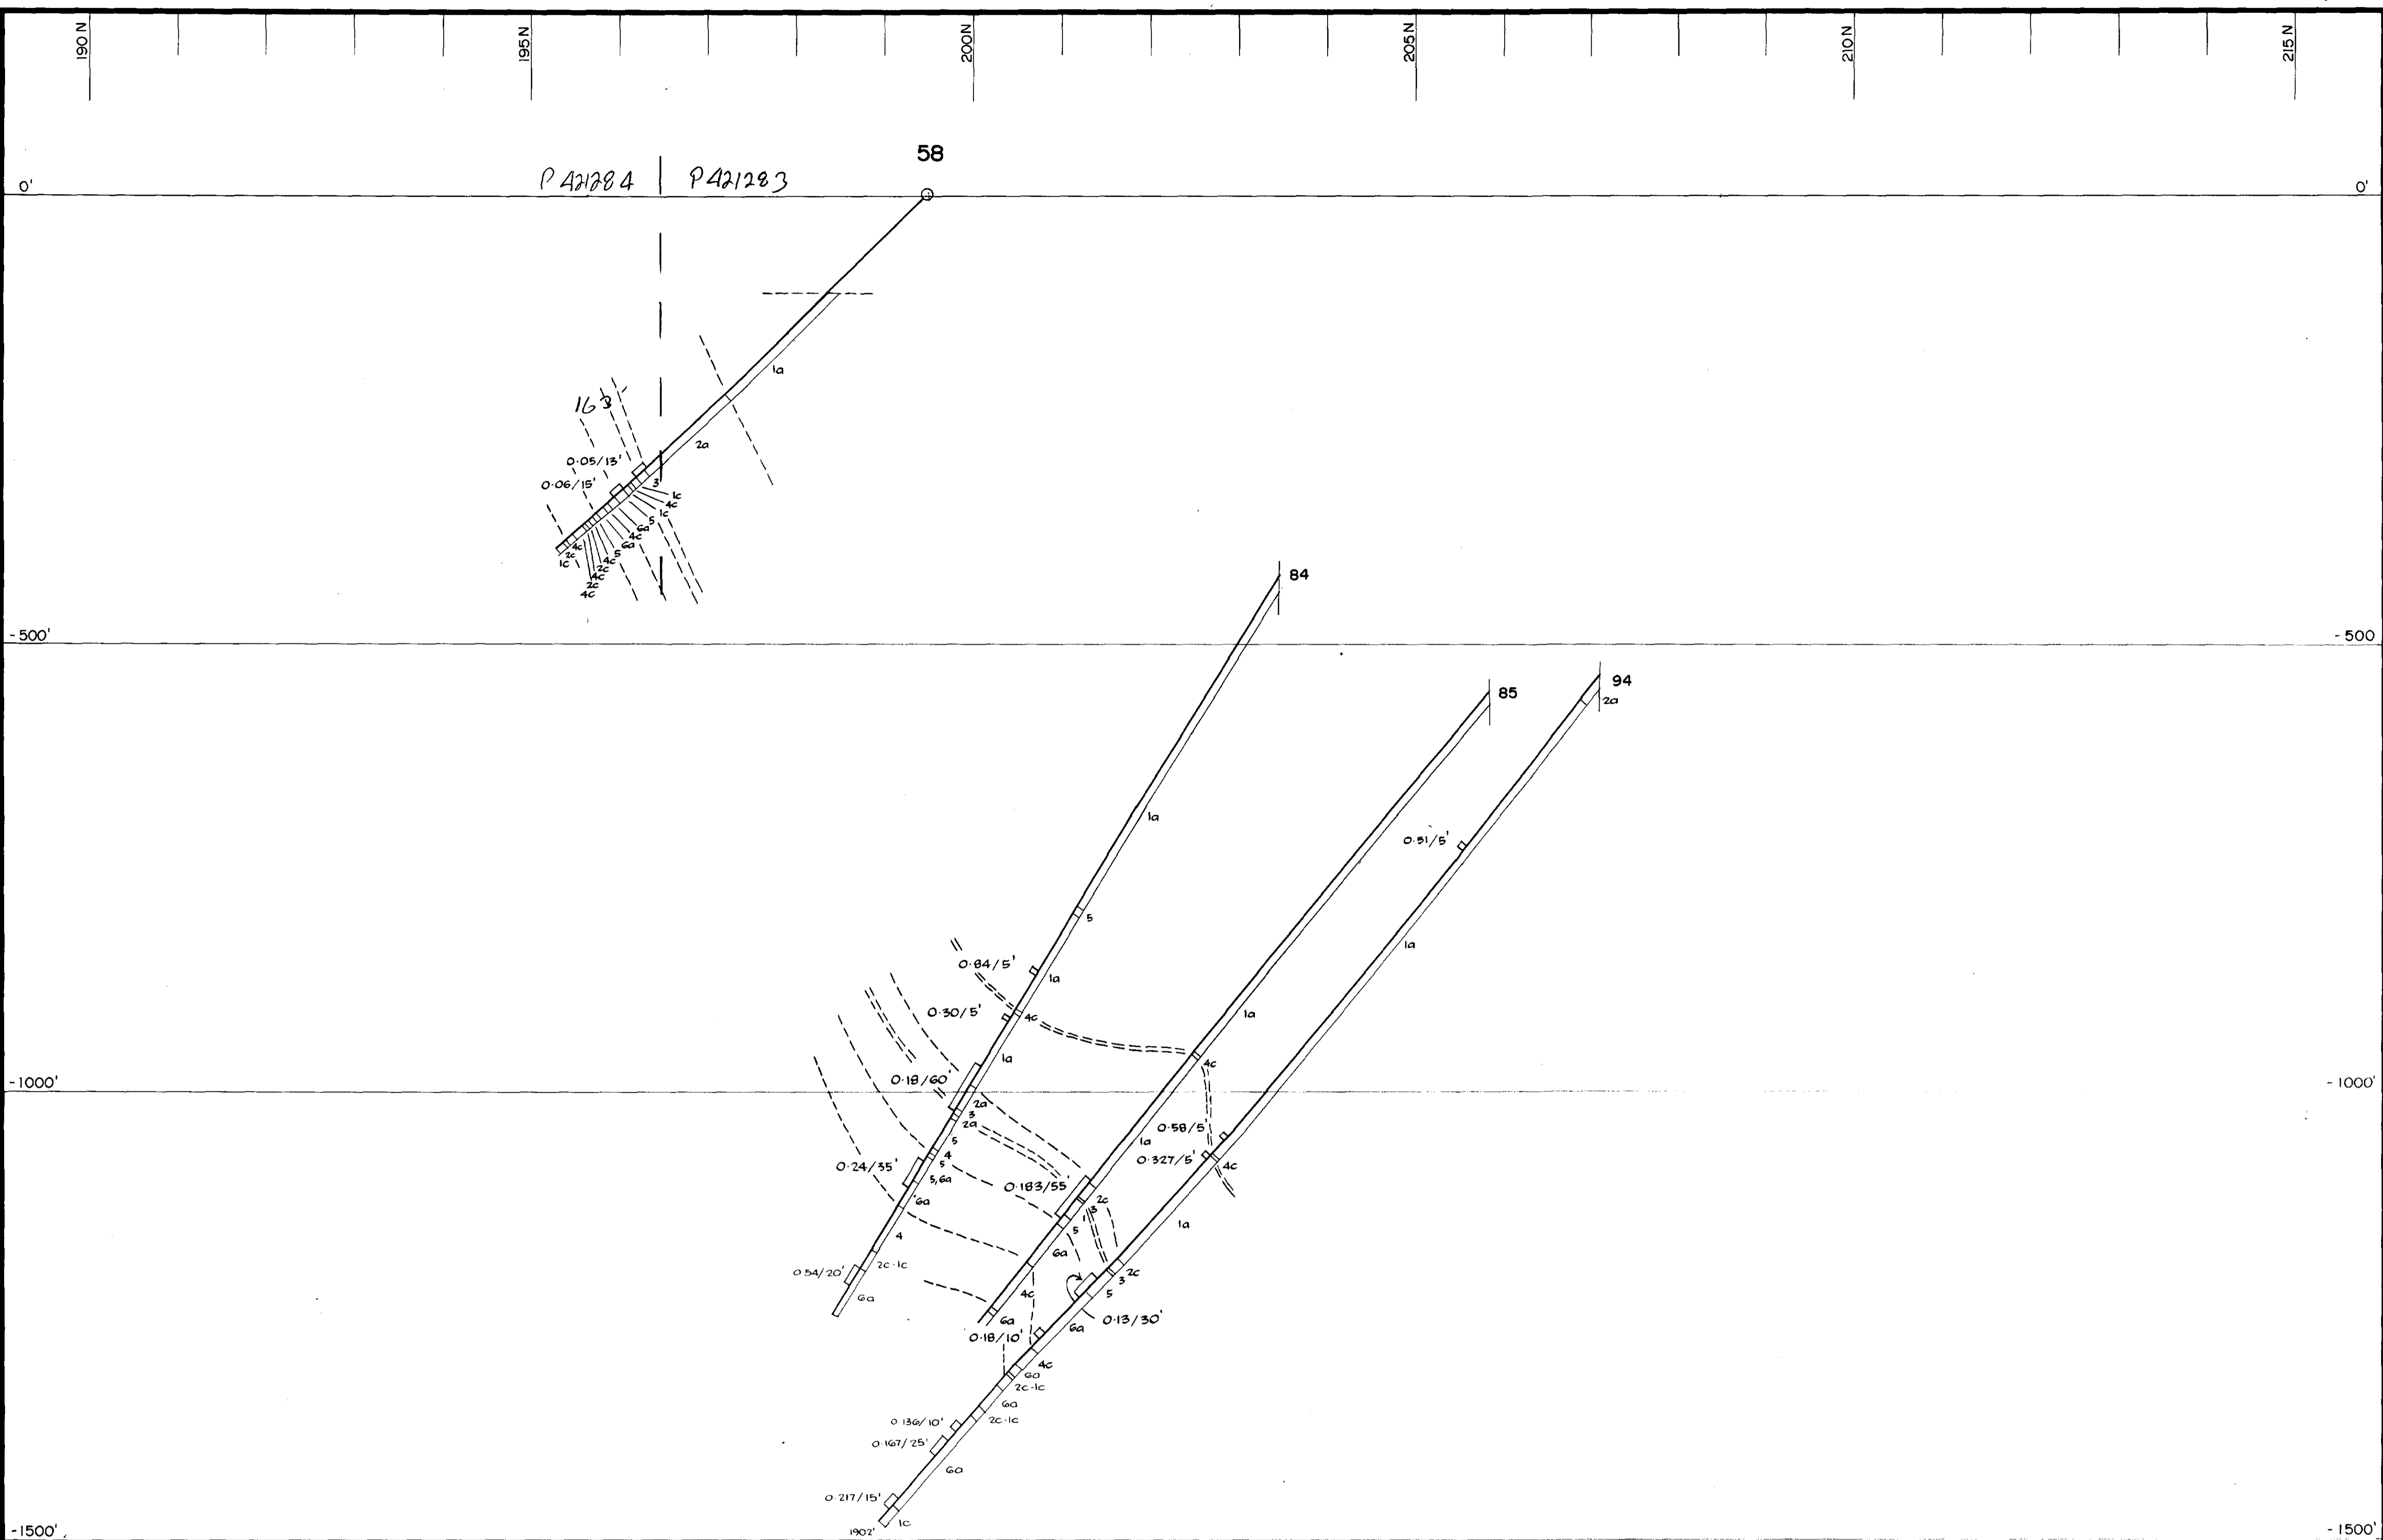 190 N
195 N
200 N
205 N
210 N
215 N
58
P 421284 | P 421283
0'
0'
1a
2a
163'
0.05/13'
0.06/15'
3
1c
4c
1c
5
6a
4c
6a
5
4c
2c
4c
2c
4c
4c
2c
1c
84
-500'
-500
85
94
2a
1a
0.51/5'
5
1a
0.84/5'
1a
0.30/5'
4c
1a
1a
4c
-1000'
-1000'
0.18/60'
2a
3
2a
5
4
5
0.24/35'
5,6a
6a
4
0.54/20'
2c-1c
6a
1a
0.58/5'
0.327/5'
4c
0.183/55'
2c
3
1
5
6a
1a
2c
3
5
4c
6a
0.13/30'
6a
0.18/10'
4c
6a
2c-1c
6a
2c-1c
0.136/10'
0.167/25'
6a
0.217/15'
1c
1902'
-1500'
-1500'